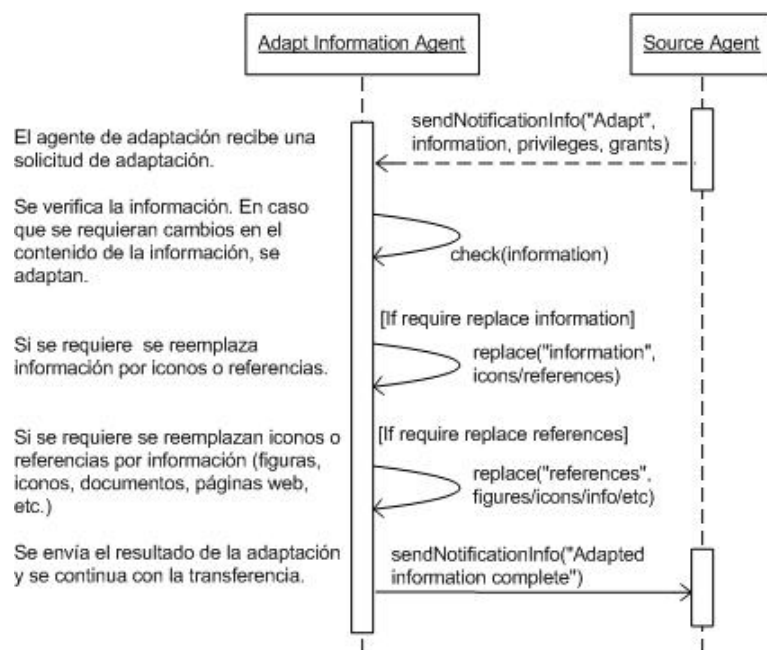 Adapt Information Agent
Source Agent
El agente de adaptación recibe una
solicitud de adaptación.
sendNotificationInfo("Adapt",
information, privileges, grants)
Se verifica la información. En caso
que se requieran cambios en el
contenido de la información, se
adaptan.
check(information)
[If require replace information]
Si se requiere se reemplaza
información por iconos o referencias.
replace("information",
icons/references)
Si se requiere se reemplazan iconos o
referencias por información (figuras,
iconos, documentos, páginas web,
etc.)
[If require replace references]
replace("references",
figures/icons/info/etc)
Se envía el resultado de la adaptación
y se continua con la transferencia.
sendNotificationInfo("Adapted
information complete")